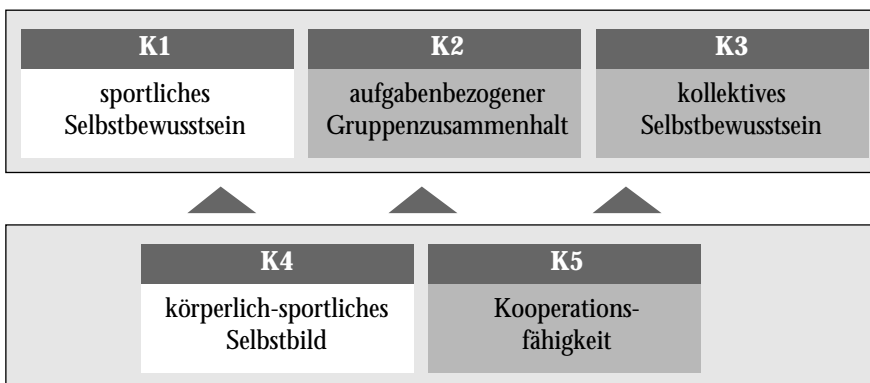 K1
sportliches
Selbstbewusstsein
K2
aufgabenbezogener
Gruppenzusammenhalt
K3
kollektives
Selbstbewusstsein
K4
körperlich-sportliches
Selbstbild
K5
Kooperations-
fähigkeit